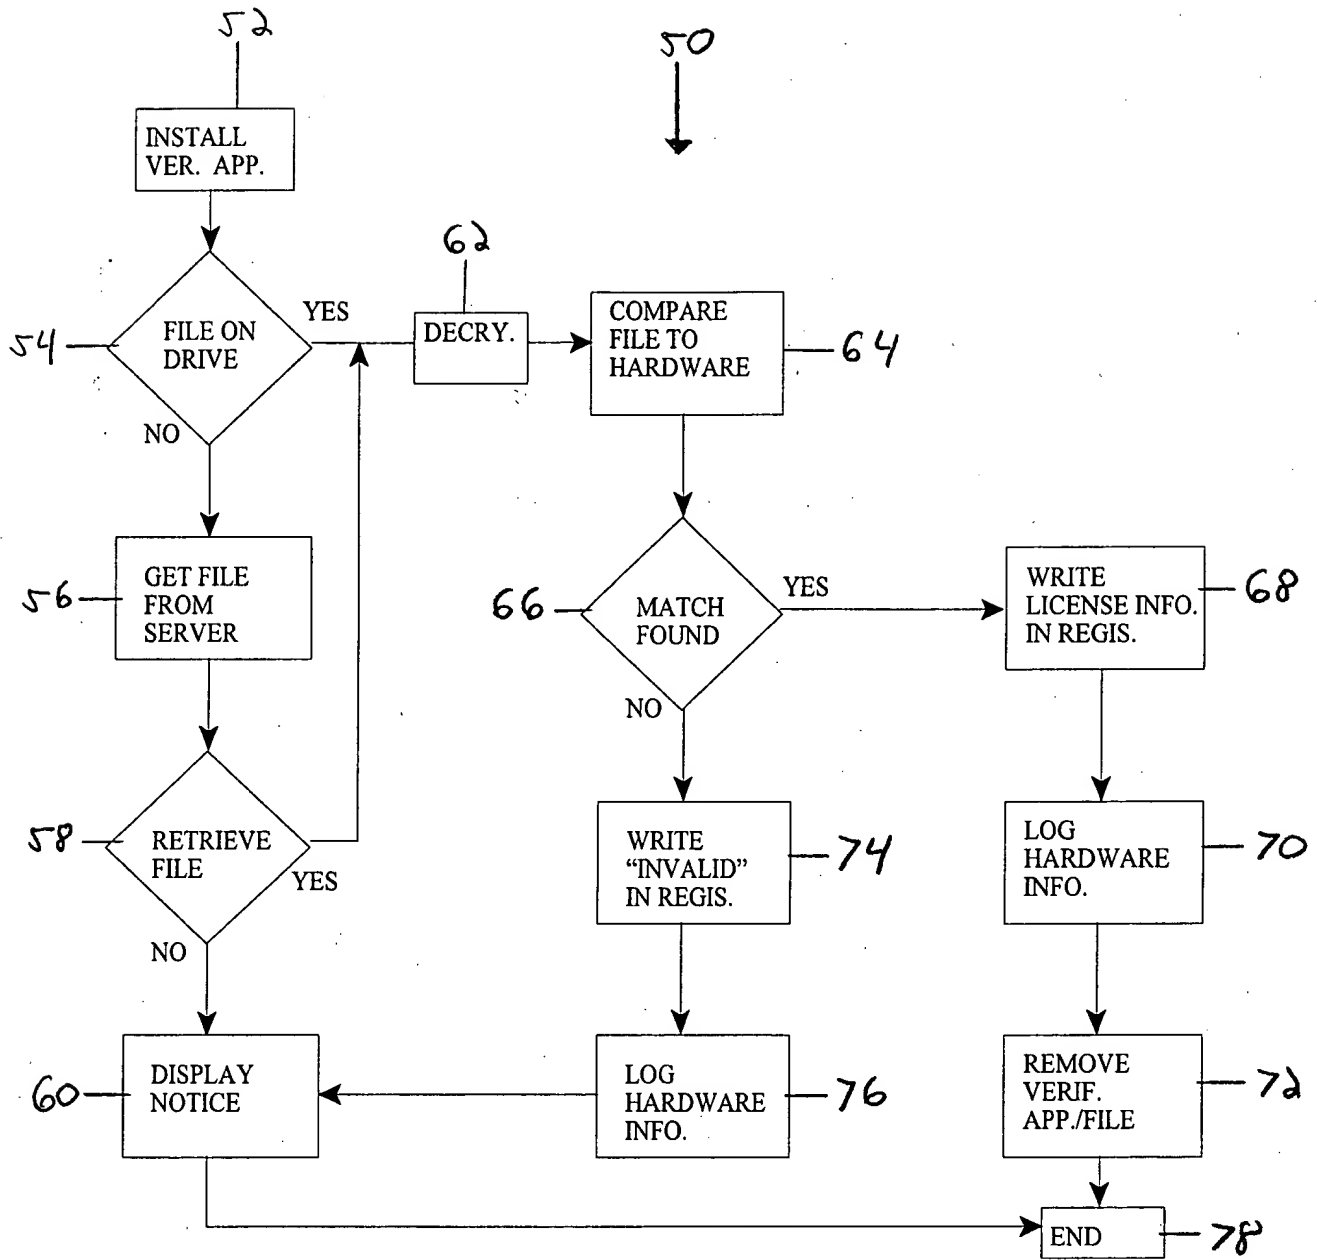 52
50
INSTALL
VER. APP.
62
54
FILE ON
DRIVE
YES
NO
DECRY.
COMPARE
FILE TO
HARDWARE
64
56
GET FILE
FROM
SERVER
66
MATCH
FOUND
YES
NO
WRITE
LICENSE INFO.
IN REGIS.
68
58
RETRIEVE
FILE
YES
NO
WRITE
"INVALID"
IN REGIS.
74
LOG
HARDWARE
INFO.
70
60
DISPLAY
NOTICE
LOG
HARDWARE
INFO.
76
REMOVE
VERIF.
APP./FILE
72
END
78